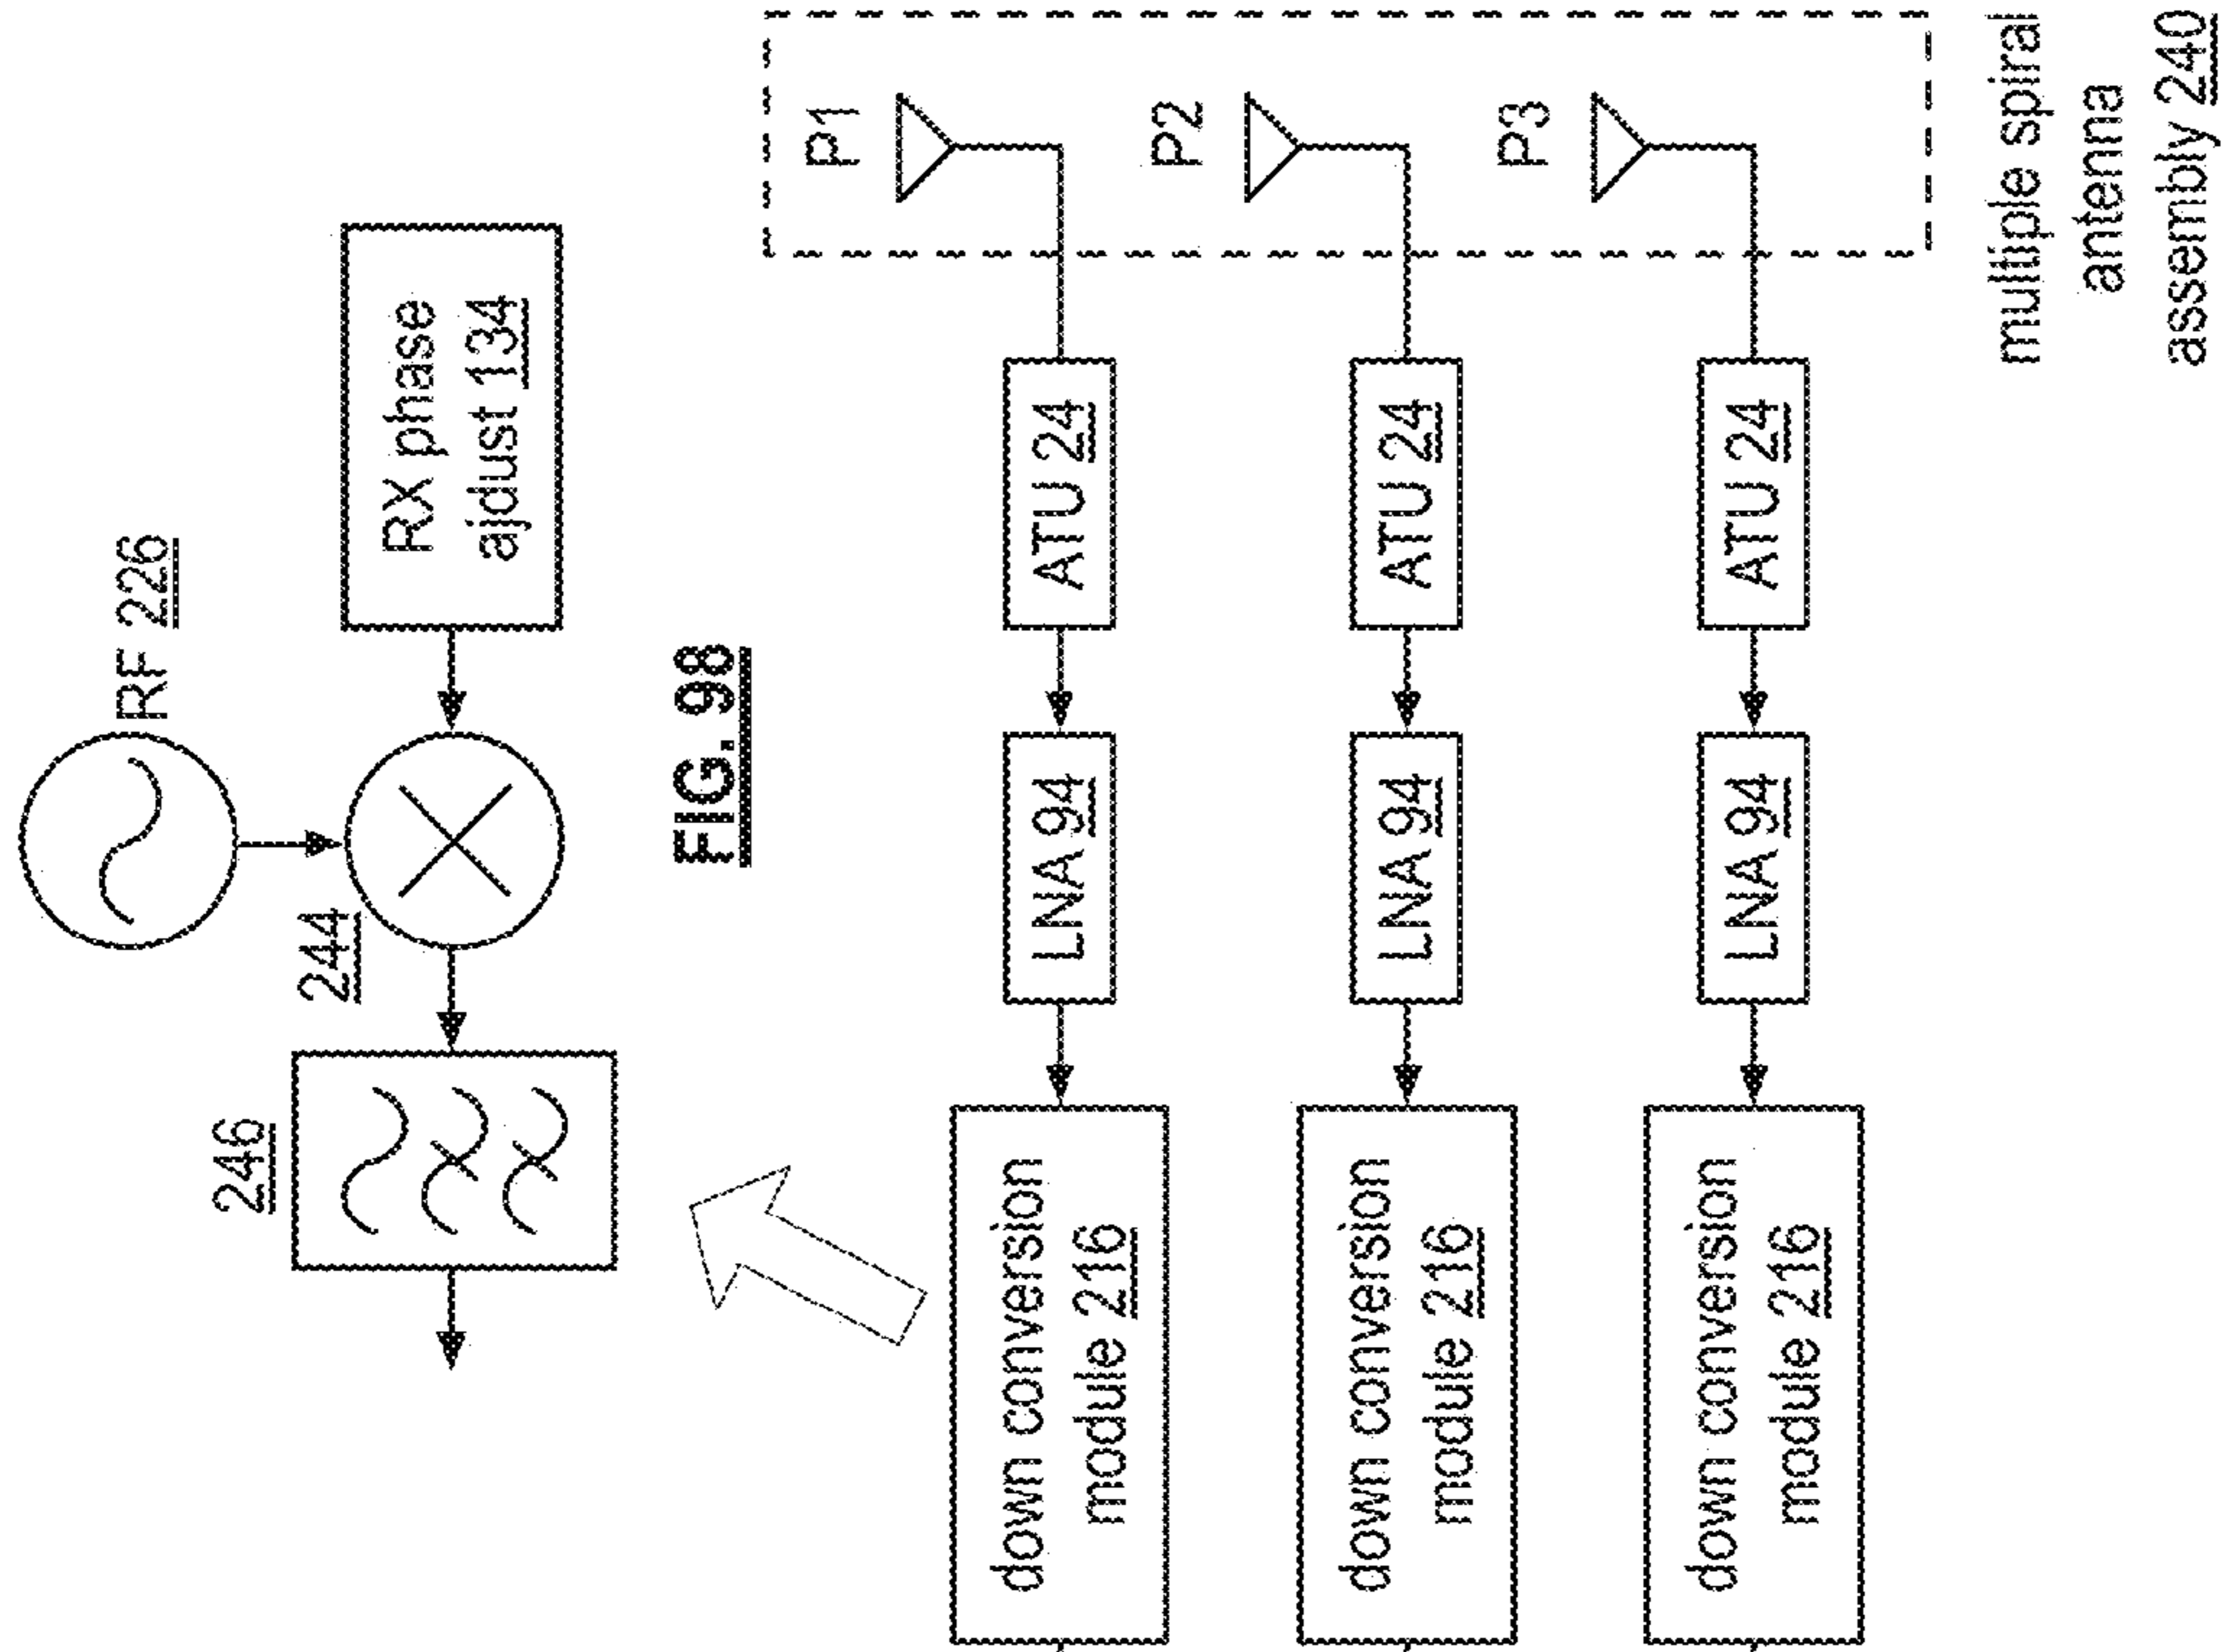 RF 226
244
246
RX phase
ajdust 134
FIG. 98
P1
ATU 24
LNA 94
down conversion
module 216
P2
ATU 24
LNA 94
down conversion
module 216
P3
ATU 24
LNA 94
down conversion
module 216
multiple spiral
antenna
assembly 240